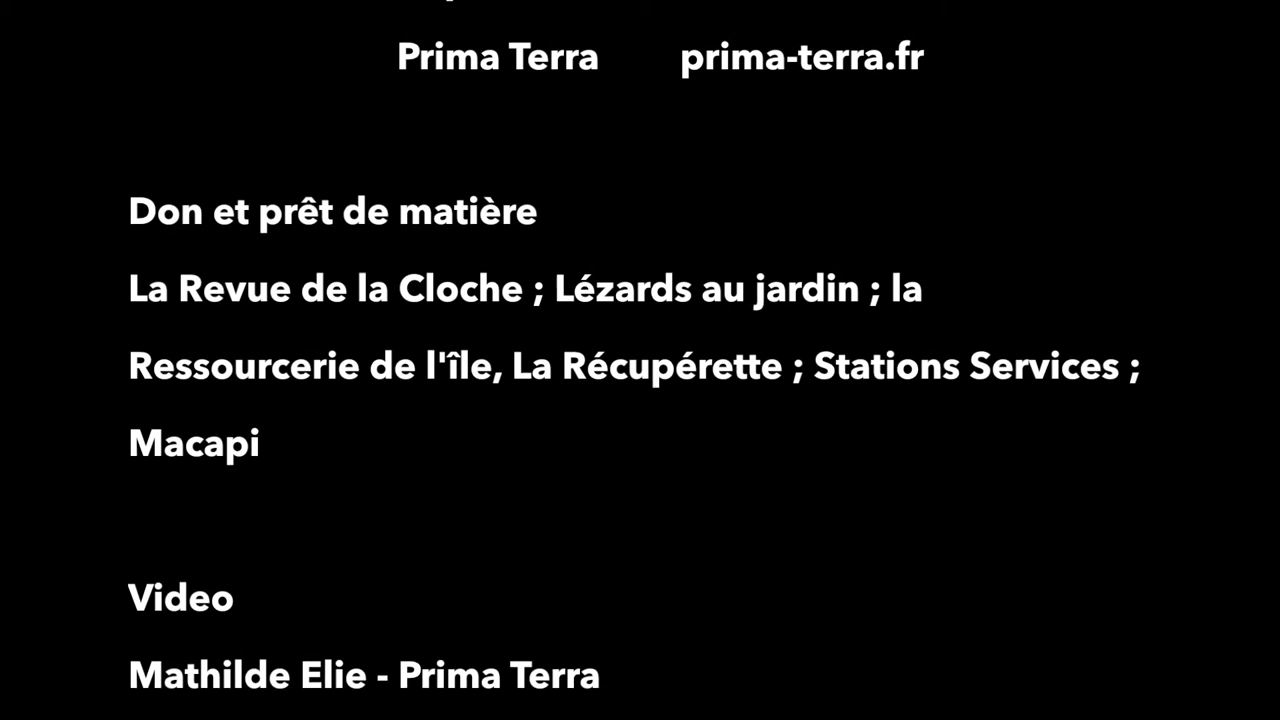 Prima Terra prima-terra.fr
Don et prêt de matière
La Revue de la Cloche ; Lézards au jardin ; la
Ressourcerie de l'île, La Récupérette ; Stations Services ;
Macapi
Video
Mathilde Elie - Prima Terra